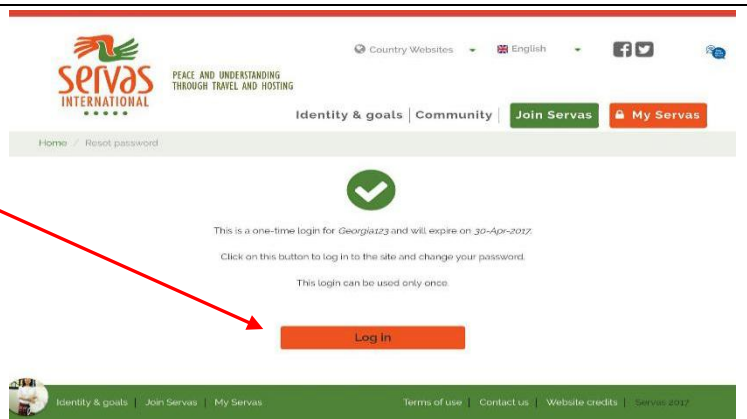 Country Websites English
servas
INTERNATIONAL
PEACE AND UNDERSTANDING
THROUGH TRAVEL AND HOSTING
Identity & goals | Community | Join Servas My Servas
Home / Reset password
This is a one-time login for Georgia123 and will expire on 30-Apr-2017.
Click on this button to log in to the site and change your password.
This login can be used only once.
Log in
Identity & goals | Join Servas | My Servas Terms of use | Contact us | Website credits | Servas 2017